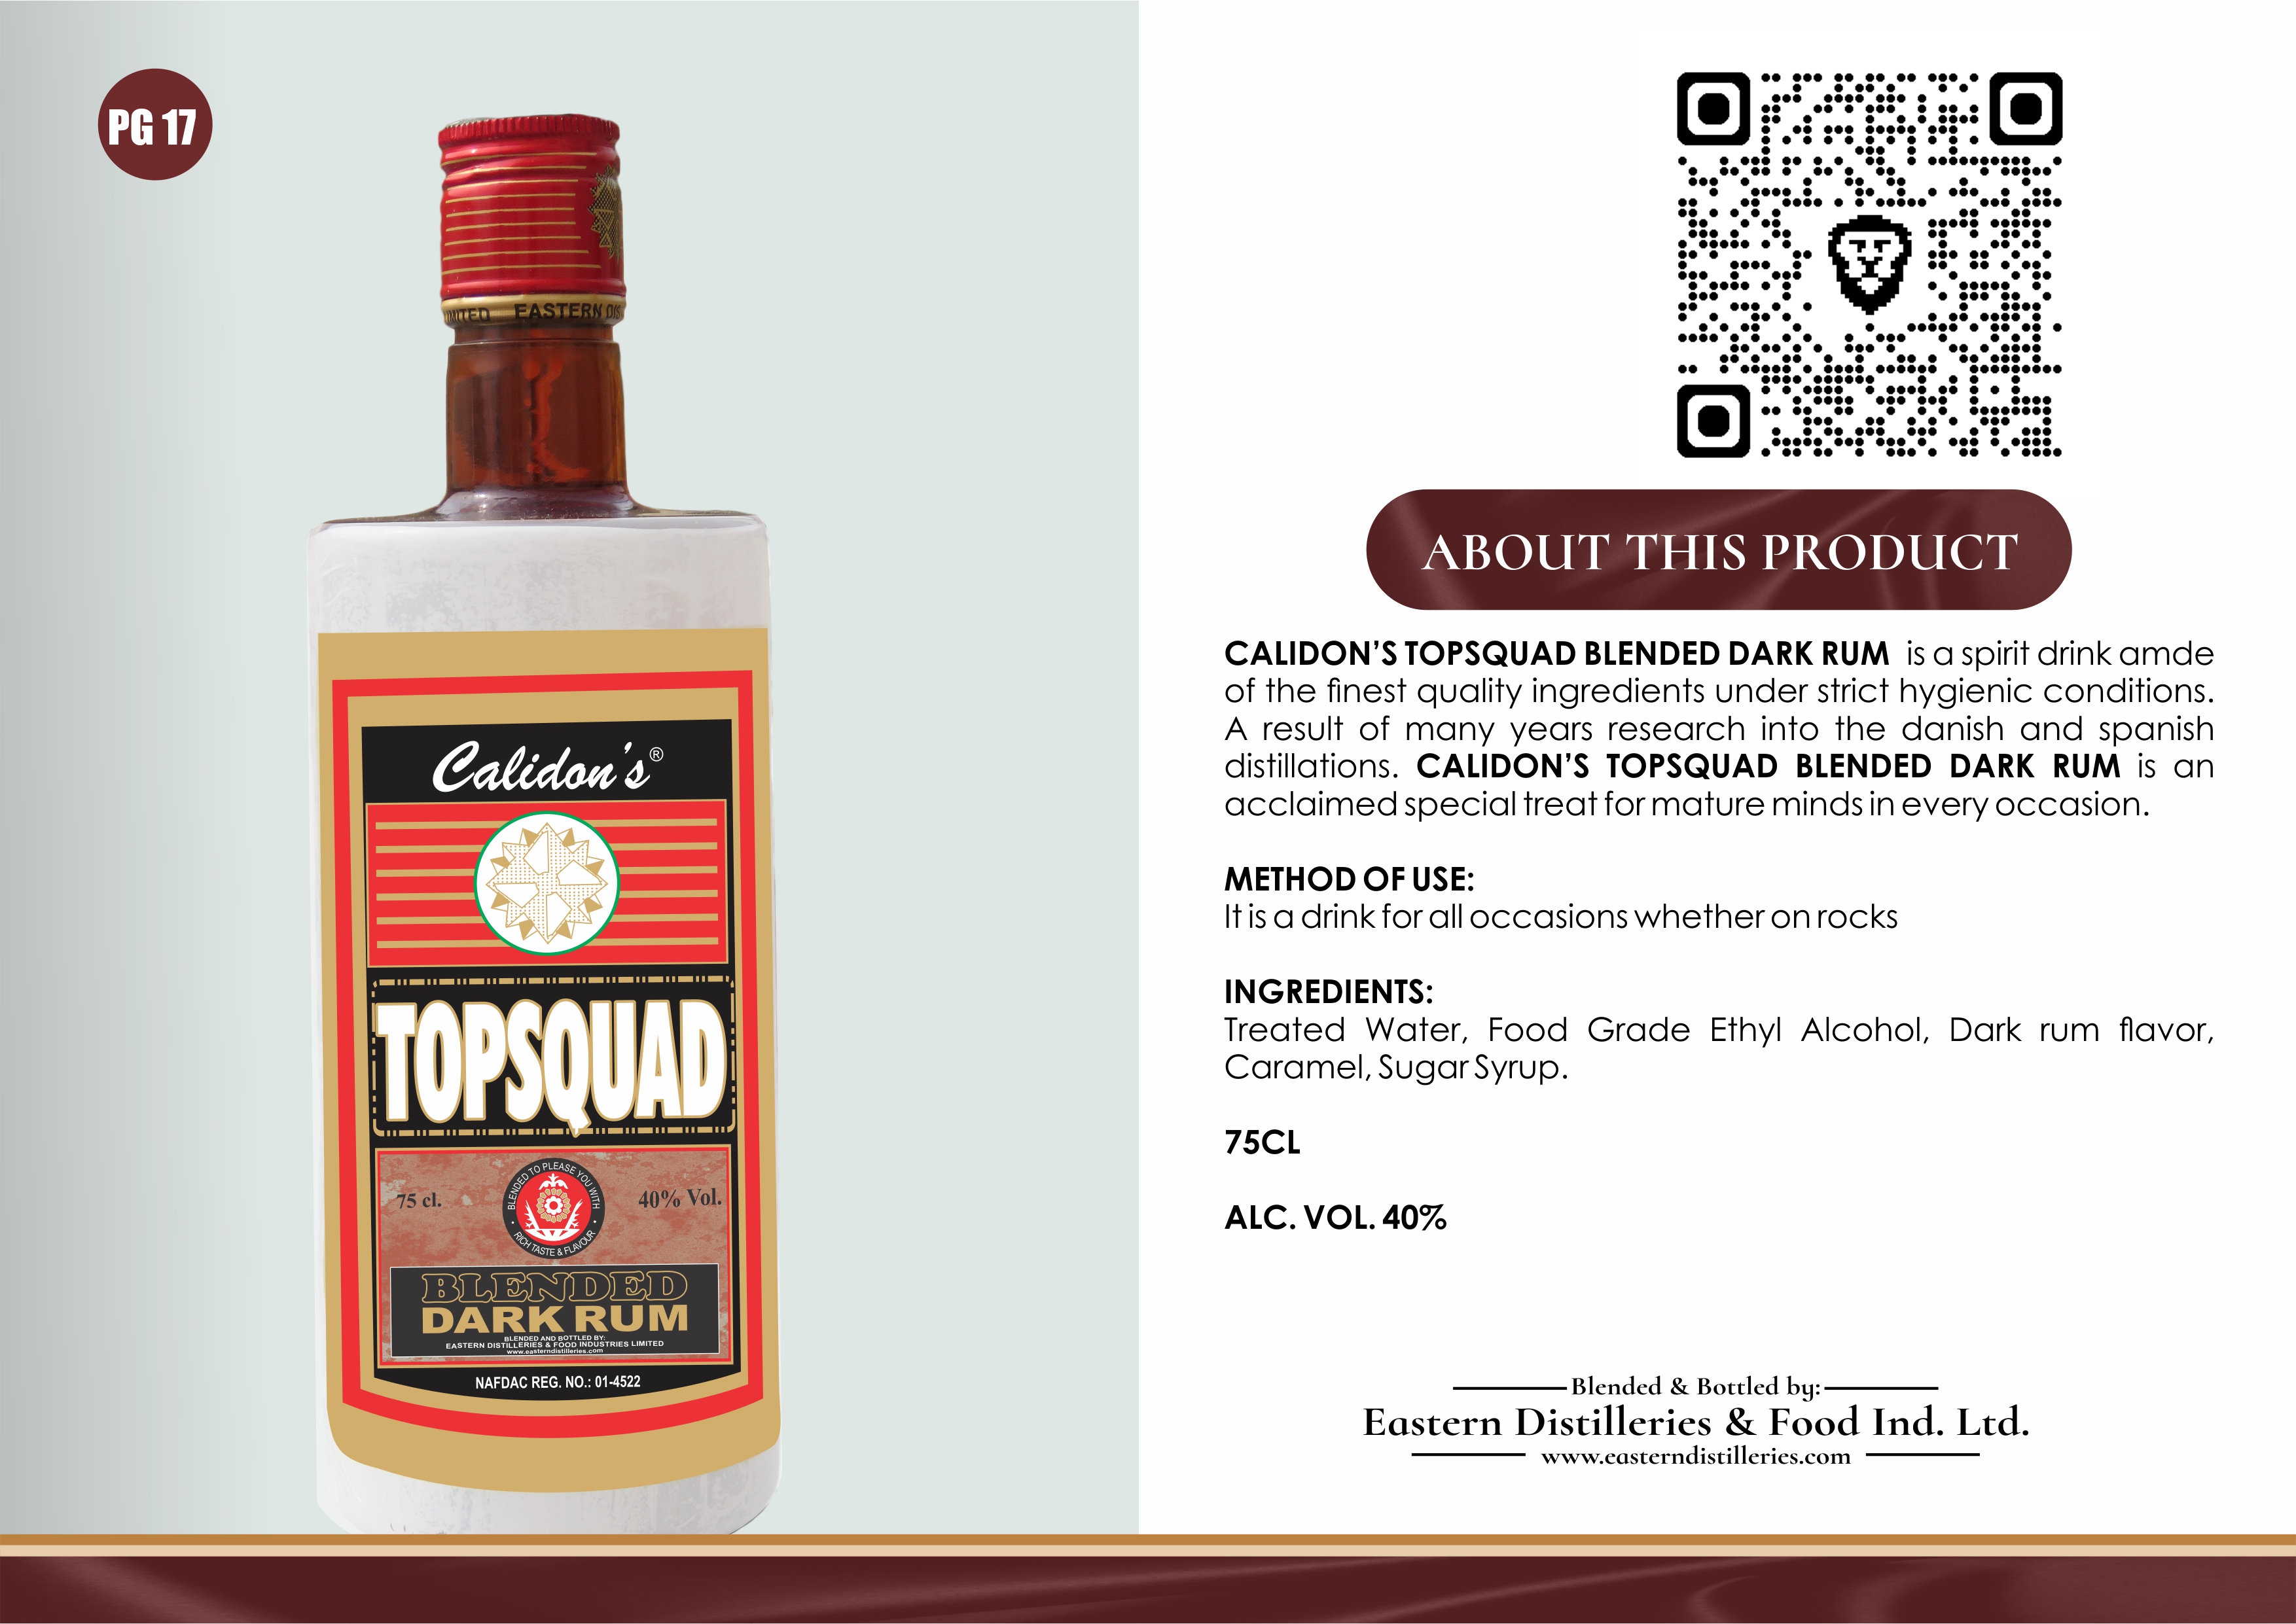 PG 17
EASTERN
Calidon's®
TOPSQUAD
75 cl.
40% Vol.
BLENDED TO PLEASE YOU WITH
RICH TASTE & FLAVOUR
BLENDED
DARK RUM
BLENDED AND BOTTLED BY:
EASTERN DISTILLERIES & FOOD INDUSTRIES LIMITED
www.easterndistilleries.com
NAFDAC REG. NO.: 01-4522
ABOUT THIS PRODUCT
CALIDON'S TOPSQUAD BLENDED DARK RUM is a spirit drink amde
of the finest quality ingredients under strict hygienic conditions.
A result of many years research into the danish and spanish
distillations. CALIDON'S TOPSQUAD BLENDED DARK RUM is an
acclaimed special treat for mature minds in every occasion.
METHOD OF USE:
It is a drink for all occasions whether on rocks
INGREDIENTS:
Treated Water, Food Grade Ethyl Alcohol, Dark rum flavor,
Caramel, Sugar Syrup.
75CL
ALC. VOL. 40%
Blended & Bottled by:
Eastern Distilleries & Food Ind. Ltd.
www.easterndistilleries.com